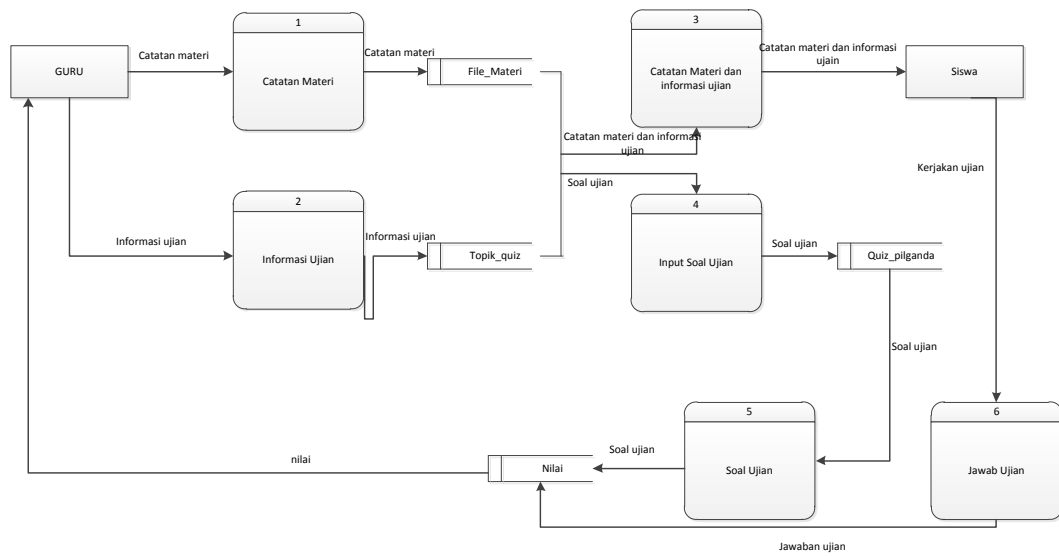 1
3
Catatan materi
Catatan materi
Catatan materi dan informasi
ujain
GURU
Catatan Materi
File_Materi
Catatan Materi dan
informasi ujian
Siswa
Catatan materi dan informasi
ujian
Kerjakan ujian
Soal ujian
2
4
Informasi ujian
Informasi ujian
Soal ujian
Informasi Ujian
Topik_quiz
Input Soal Ujian
Quiz_pilganda
Soal ujian
5
6
nilai
Nilai
Soal ujian
Soal Ujian
Jawab Ujian
Jawaban ujian